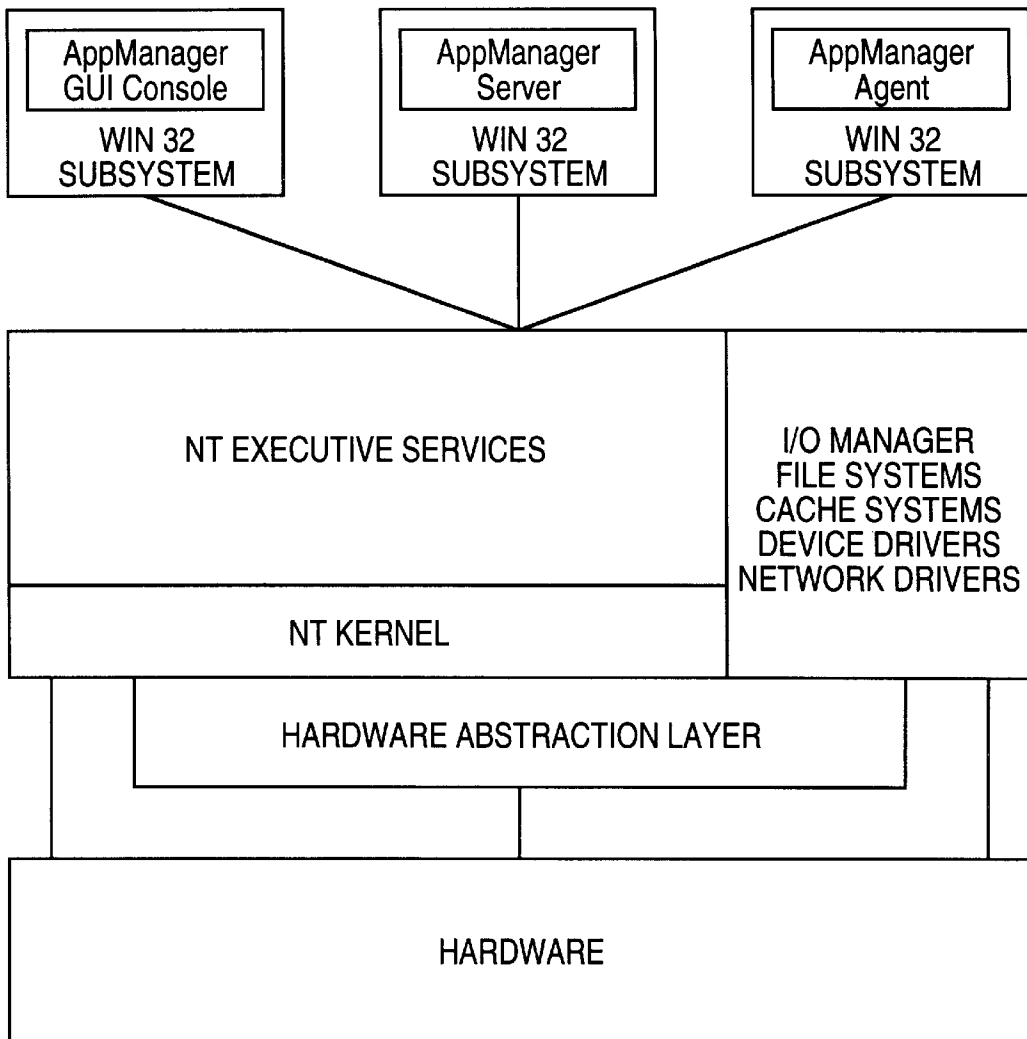 AppManager
GUI Console
WIN 32
SUBSYSTEM
AppManager
Server
WIN 32
SUBSYSTEM
AppManager
Agent
WIN 32
SUBSYSTEM
NT EXECUTIVE SERVICES
I/O MANAGER
FILE SYSTEMS
CACHE SYSTEMS
DEVICE DRIVERS
NETWORK DRIVERS
NT KERNEL
HARDWARE ABSTRACTION LAYER
HARDWARE